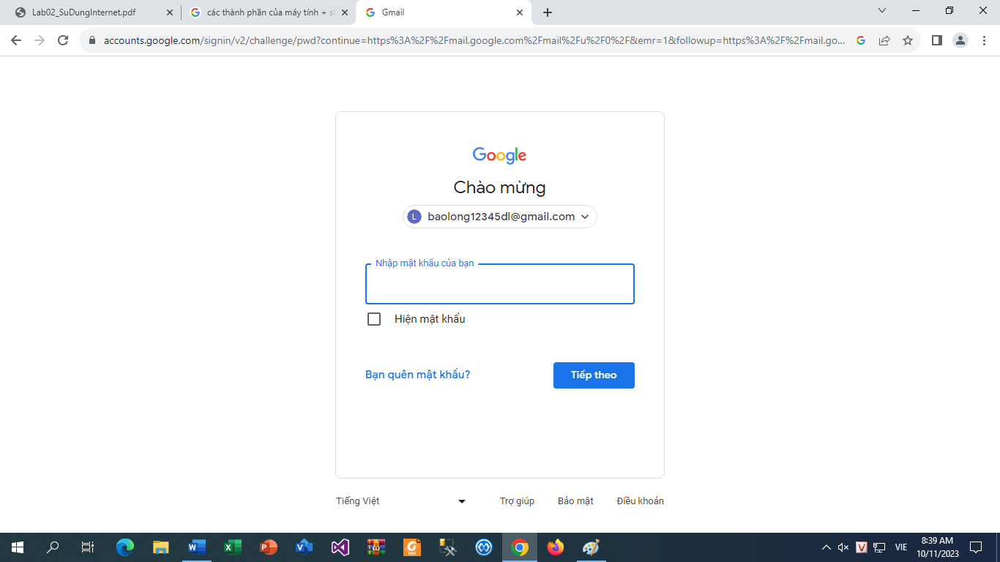 Lab02_SuDungInternet.pdf
các thành phần của máy tính + si
Gmail
accounts.google.com/signin/v2/challenge/pwd?continue=https%3A%2F%2Fmail.google.com%2Fmail%2Fu%2F0%2F&emr=1&followup=https%3A%2F%2Fmail.go...
Google
Chào mừng
L baolong12345dl@gmail.com
Nhập mật khẩu của bạn
Hiện mật khẩu
Bạn quên mật khẩu?
Tiếp theo
Tiếng Việt
Trợ giúp
Bảo mật
Điều khoản
VIE
8:39 AM
10/11/2023